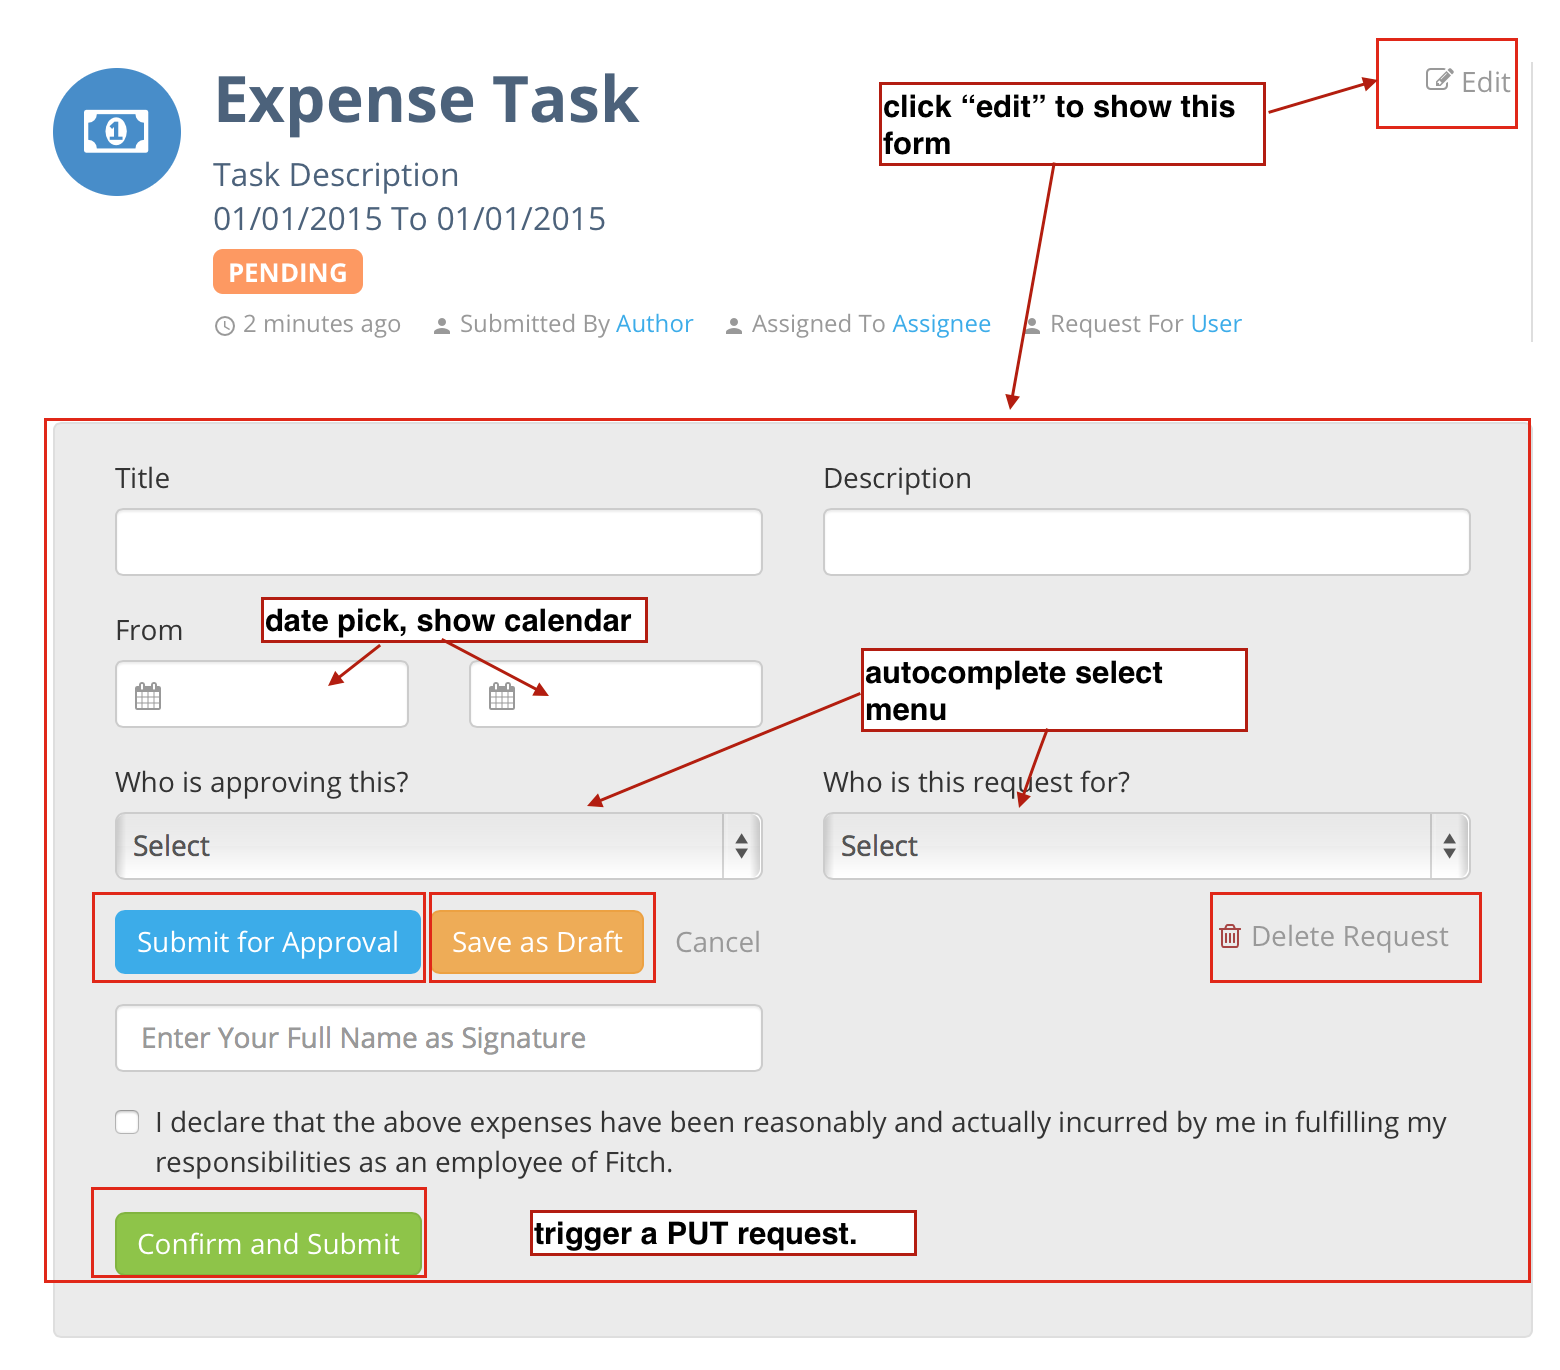 Expense Task
Edit
click “edit” to show this
form
Task Description
01/01/2015 To 01/01/2015
PENDING
2 minutes ago Submitted By Author Assigned To Assignee Request For User
Title Description
From
date pick, show calendar
autocomplete select
menu
Who is approving this? Who is this request for?
Select Select
Submit for Approval Save as Draft Cancel Delete Request
Enter Your Full Name as Signature
I declare that the above expenses have been reasonably and actually incurred by me in fulfilling my
responsibilities as an employee of Fitch.
Confirm and Submit
trigger a PUT request.